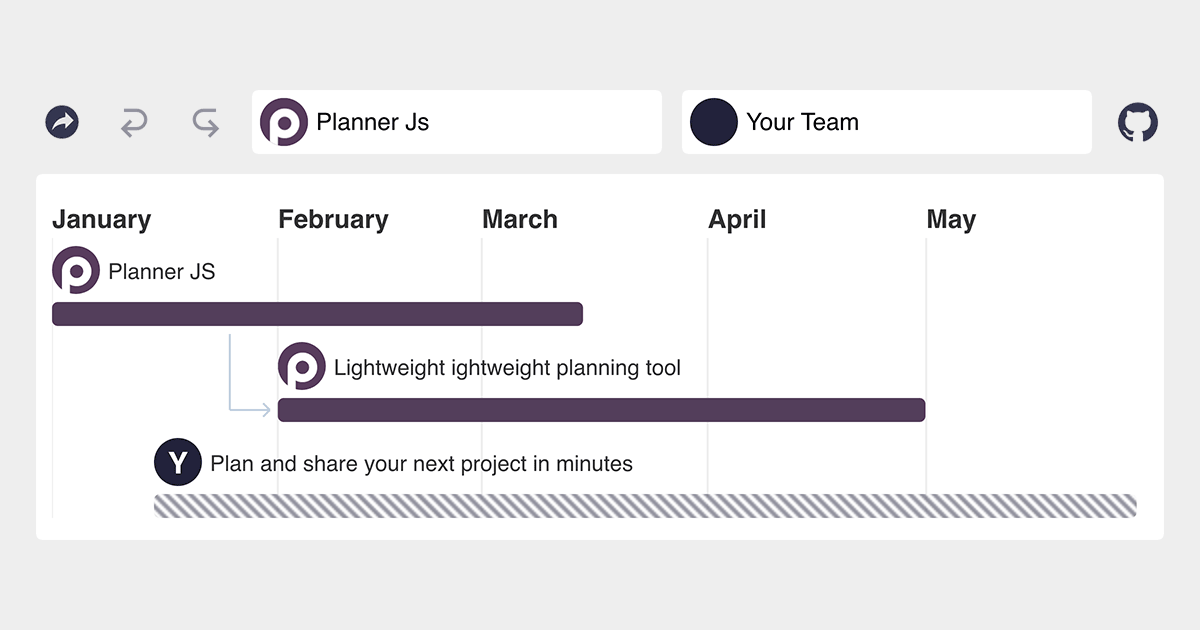 Planner Js
Your Team
January February March April May
Planner JS
Lightweight ightweight planning tool
Y Plan and share your next project in minutes